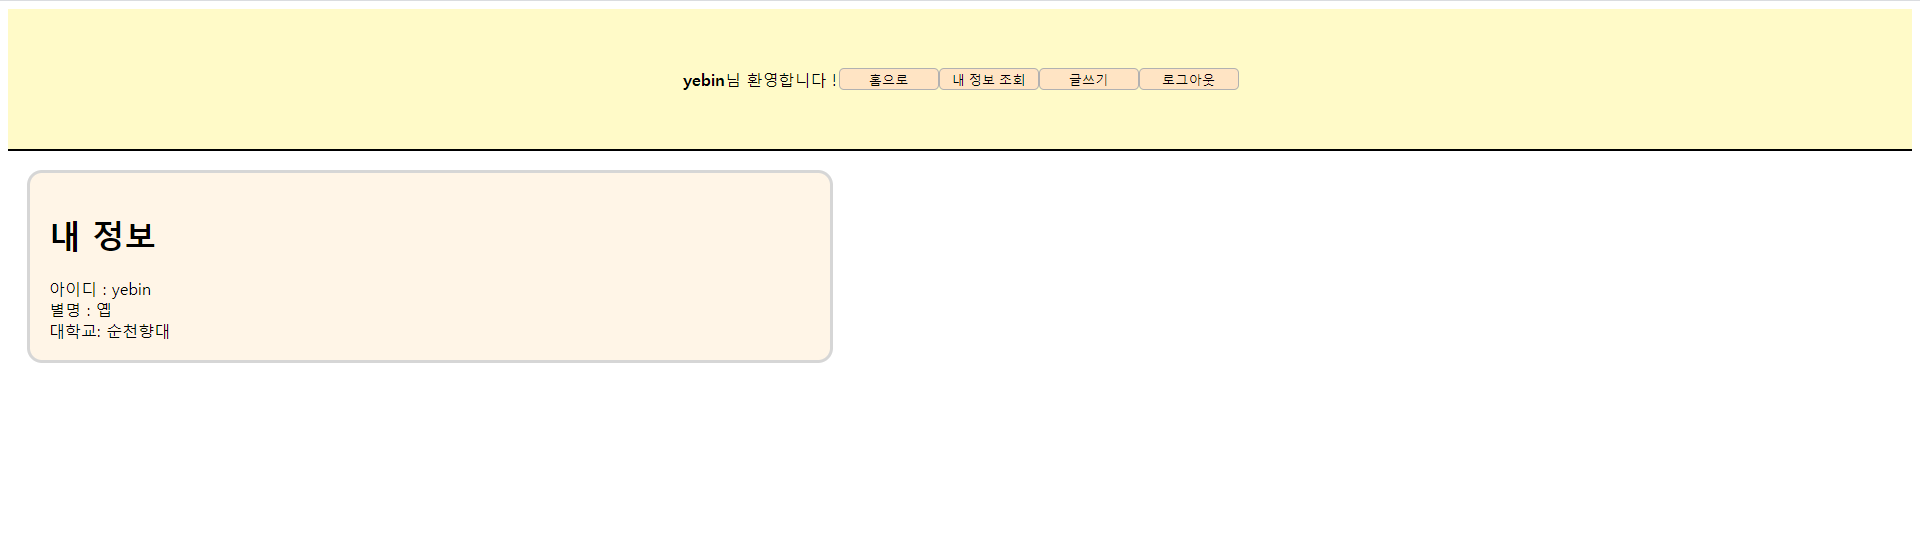 yebin님 환영합니다 ! 홈으로 내 정보 조회 글쓰기 로그아웃
내 정보
아이디 : yebin
별명 : 옙
대학교: 순천향대